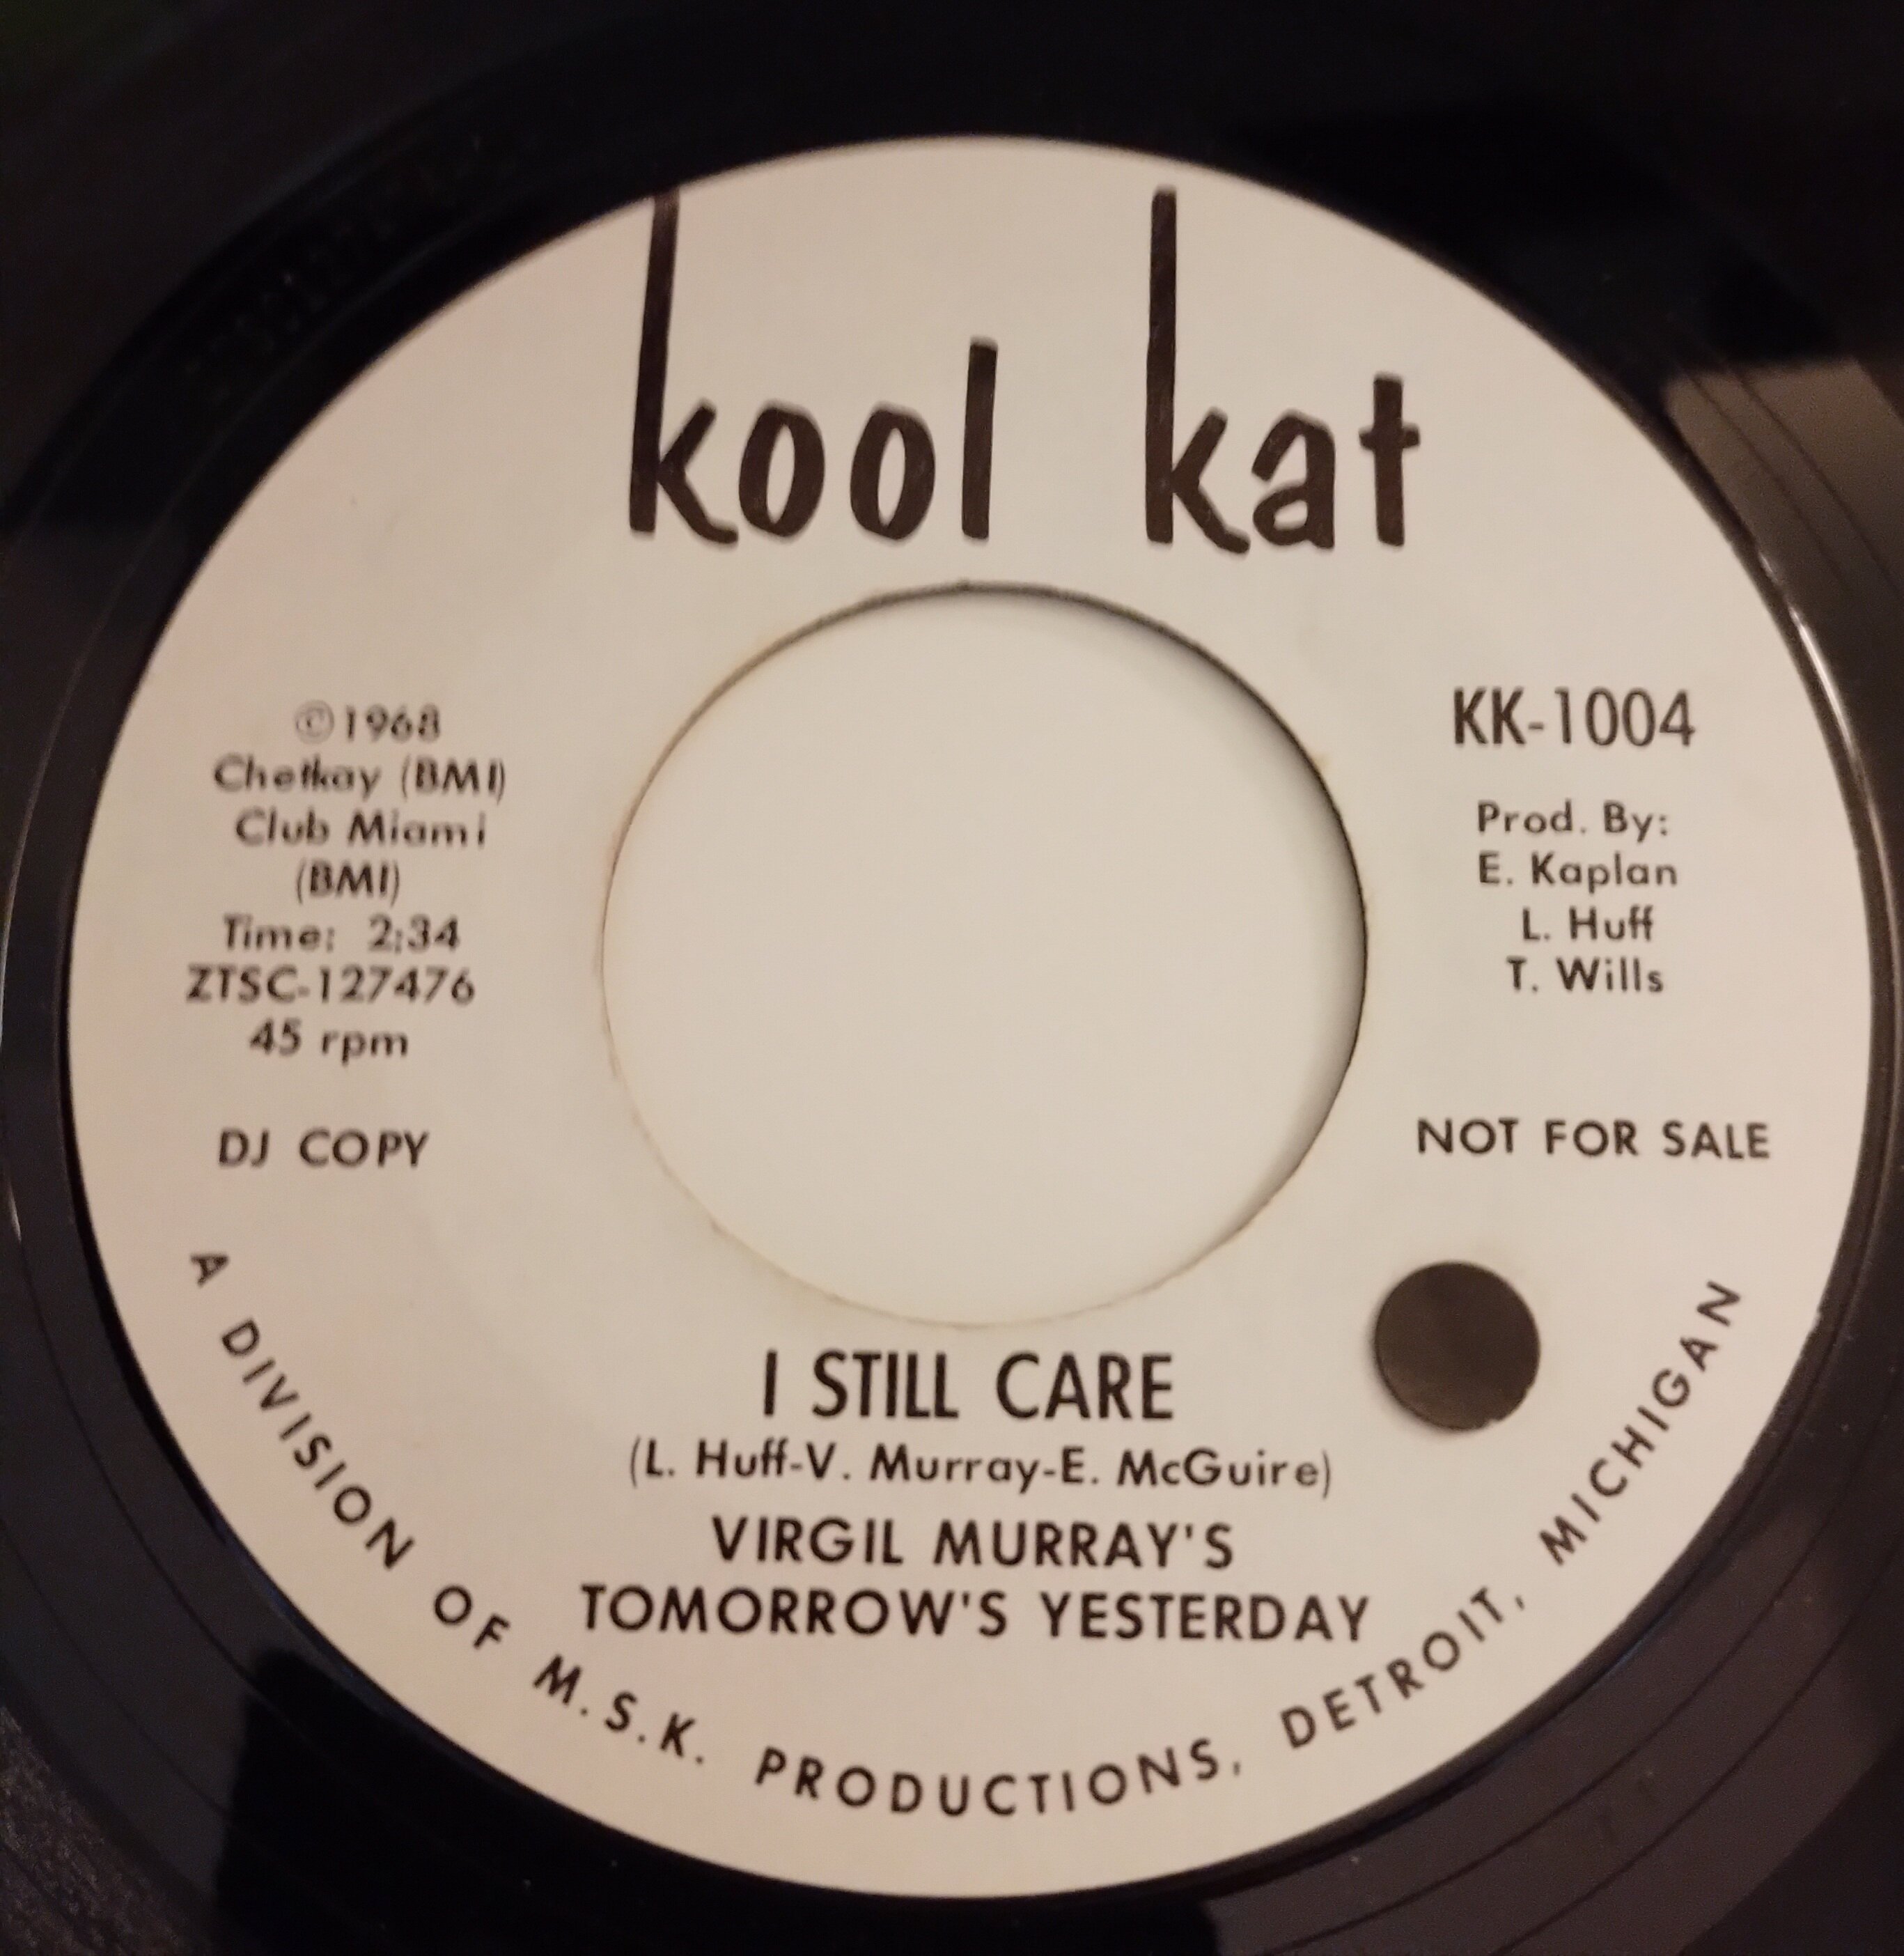 kool kat
©1968
Chetkay (BMI)
Club Miami
(BMI)
Time: 2:34
ZTSC-127476
45 rpm
DJ COPY
KK-1004
Prod. By:
E. Kaplan
L. Huff
T. Wills
NOT FOR SALE
I STILL CARE
(L. Huff-V. Murray-E. McGuire)
VIRGIL MURRAY'S
TOMORROW'S YESTERDAY
A DIVISION OF M.S.K. PRODUCTIONS, DETROIT, MICHIGAN